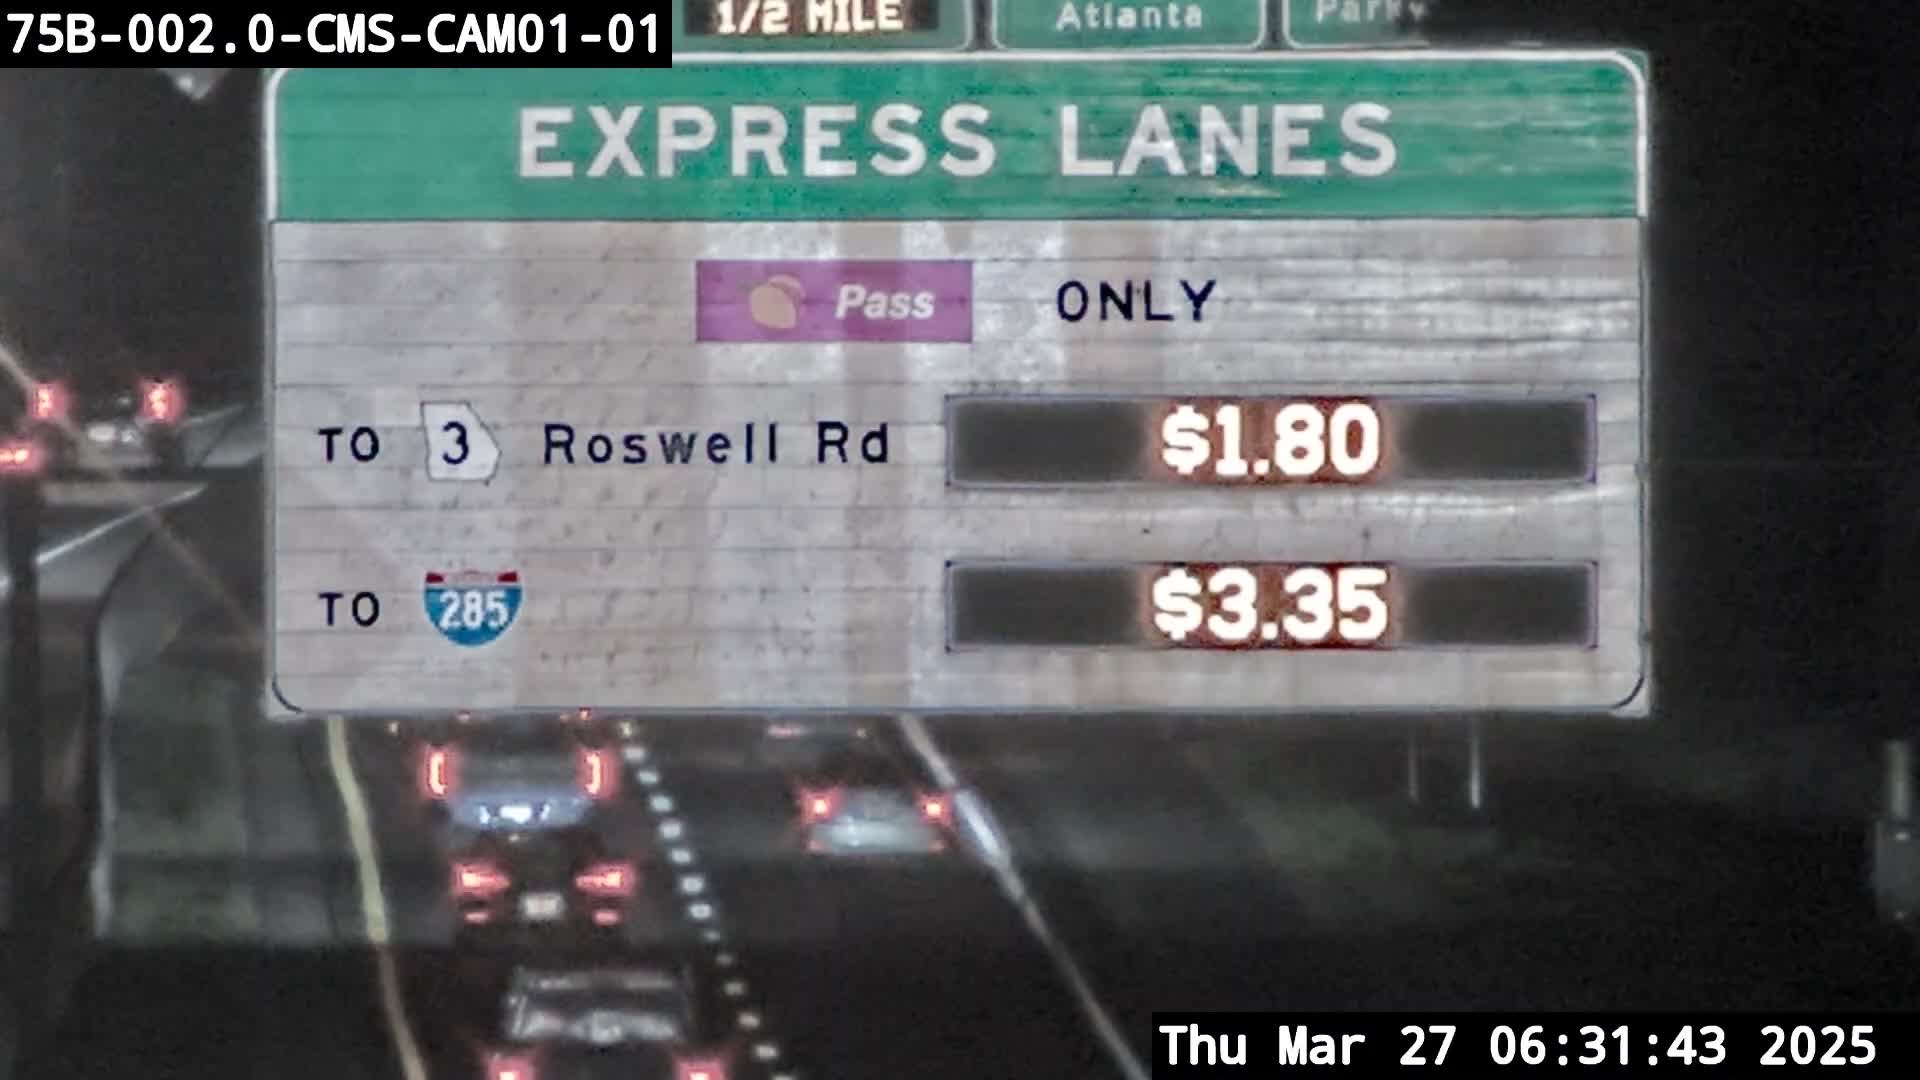 75B-002.0-CMS-CAM01-01
1/2 MILE
Atlanta
EXPRESS LANES
Pass ONLY
TO 3 Roswell Rd $1.80
TO 285 $3.35
Thu Mar 27 06:31:43 2025